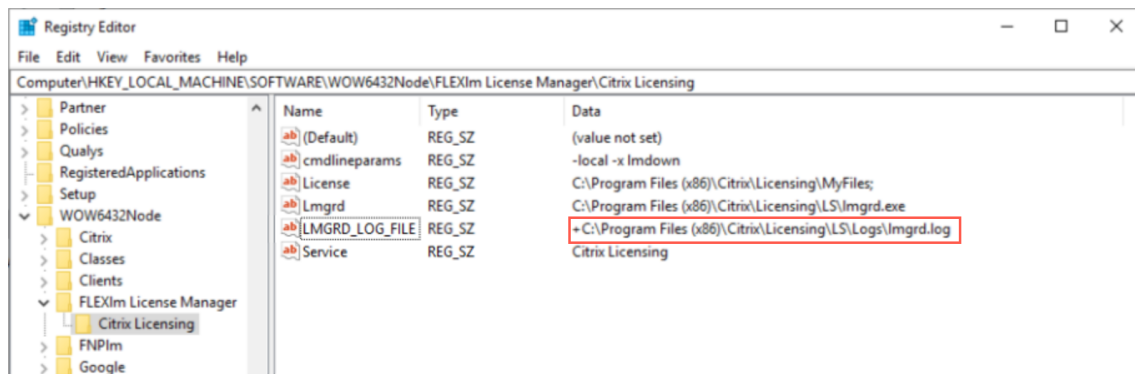 Registry Editor
File Edit View Favorites Help
Computer\HKEY_LOCAL_MACHINE\SOFTWARE\WOW6432Node\FLEXlm License Manager\Citrix Licensing
Partner
Policies
Qualys
RegisteredApplications
Setup
WOW6432Node
Citrix
Classes
Clients
FLEXlm License Manager
Citrix Licensing
FNPlm
Google
Name Type Data
(Default) REG_SZ (value not set)
cmdlineparams REG_SZ -local -x lmdown
License REG_SZ C:\Program Files (x86)\Citrix\Licensing\MyFiles;
Lmgrd REG_SZ C:\Program Files (x86)\Citrix\Licensing\LS\lmgrd.exe
LMGRD_LOG_FILE REG_SZ +C:\Program Files (x86)\Citrix\Licensing\LS\Logs\lmgrd.log
Service REG_SZ Citrix Licensing